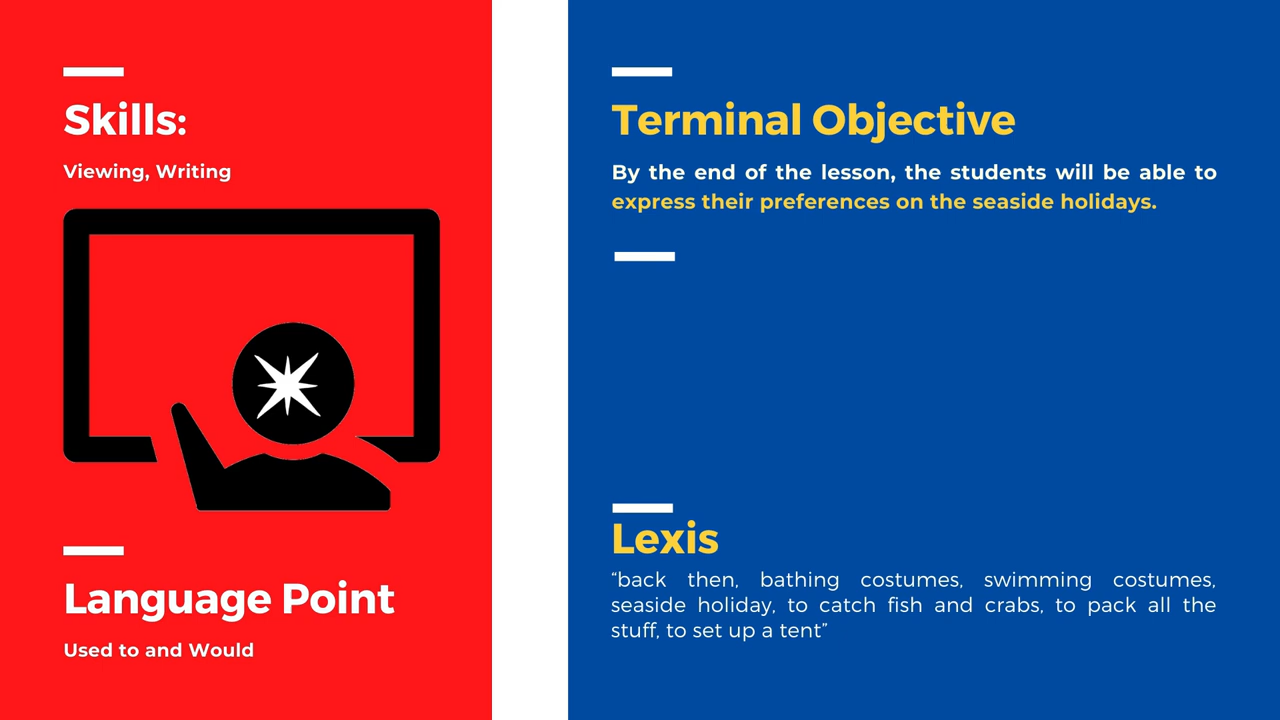 Skills:
Viewing, Writing
Language Point
Used to and Would
Terminal Objective
By the end of the lesson, the students will be able to
express their preferences on the seaside holidays.
Lexis
“back then, bathing costumes, swimming costumes,
seaside holiday, to catch fish and crabs, to pack all the
stuff, to set up a tent”